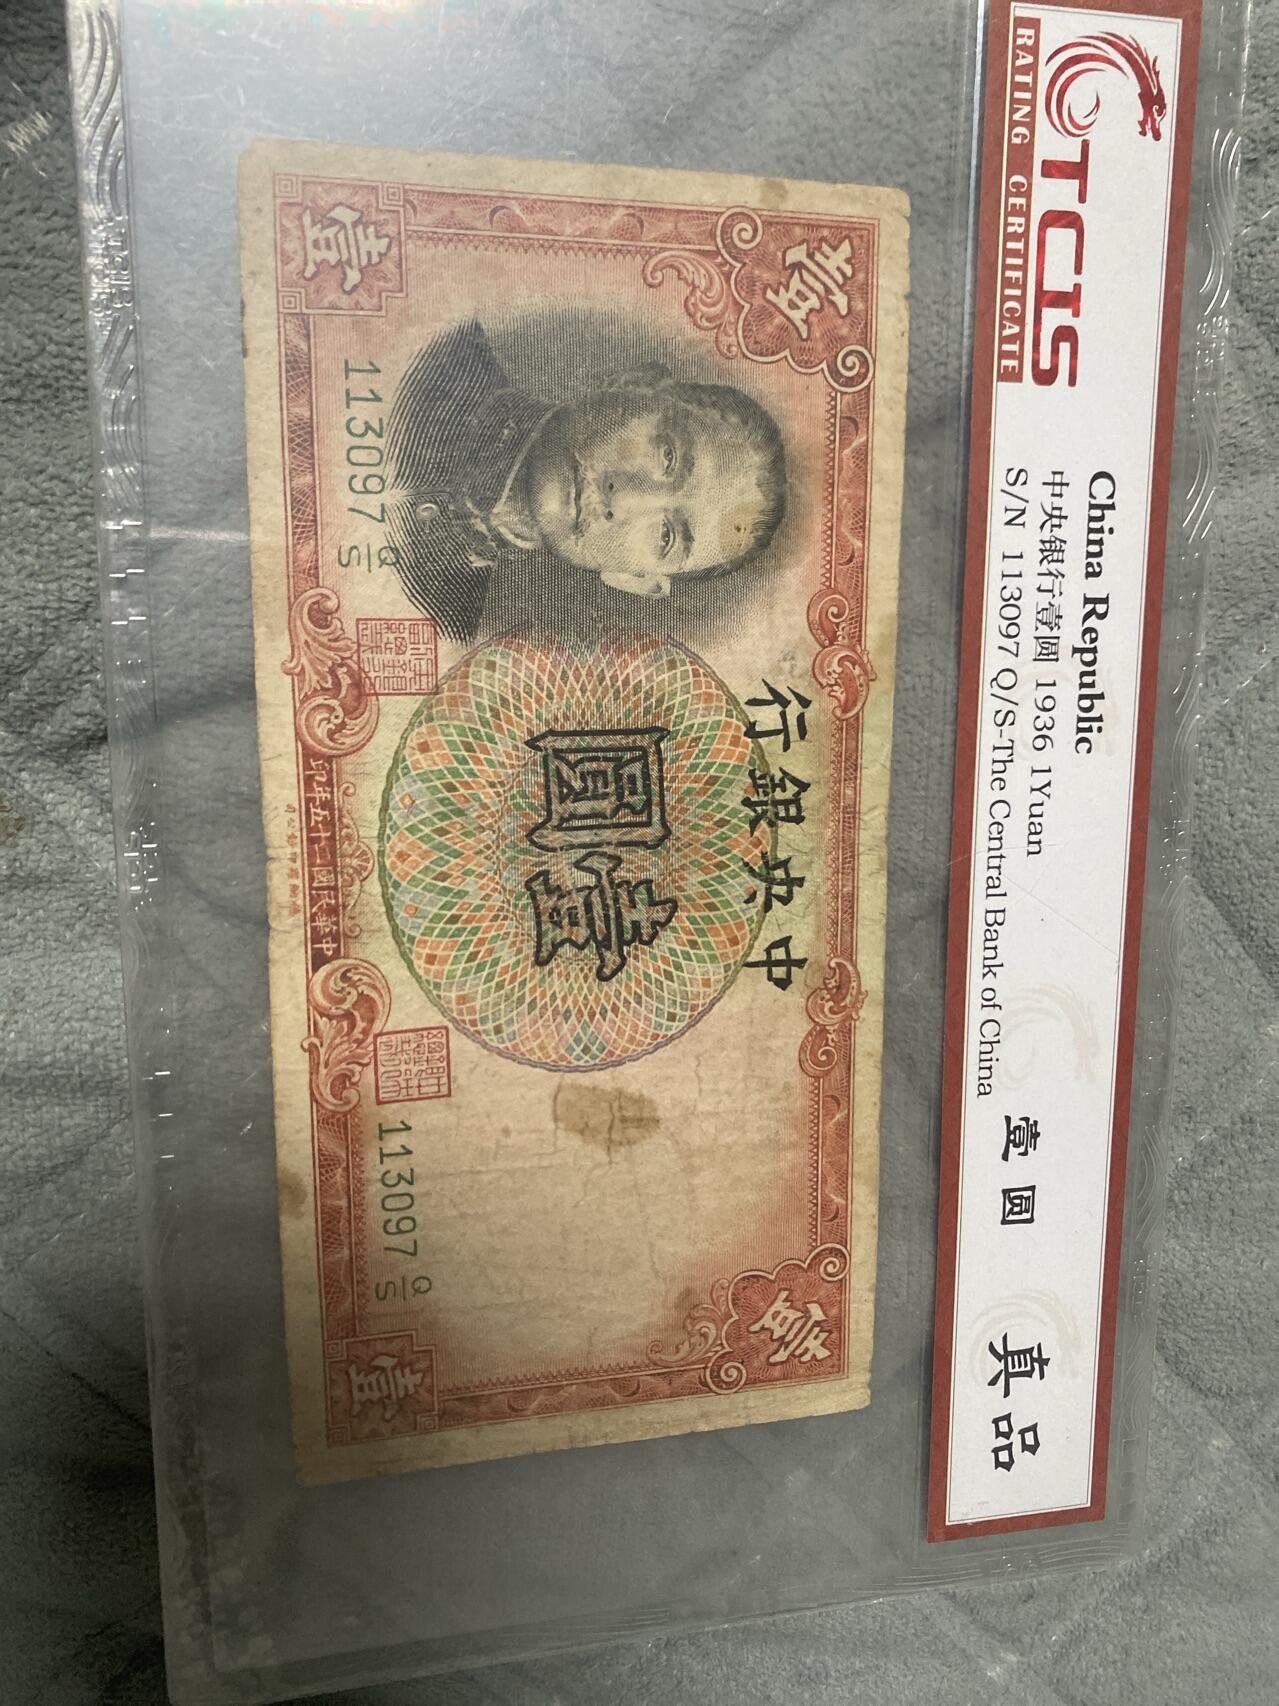 TCIS
RATING CERTIFICATE
China Republic
中央银行壹圆 1936 1Yuan
S/N 113097 Q/S-The Central Bank of China
壹圆
真品
壹
壹
行銀央中
圓壹
113097 Q/S
113097 Q/S
印年五十二國民華中
壹
壹